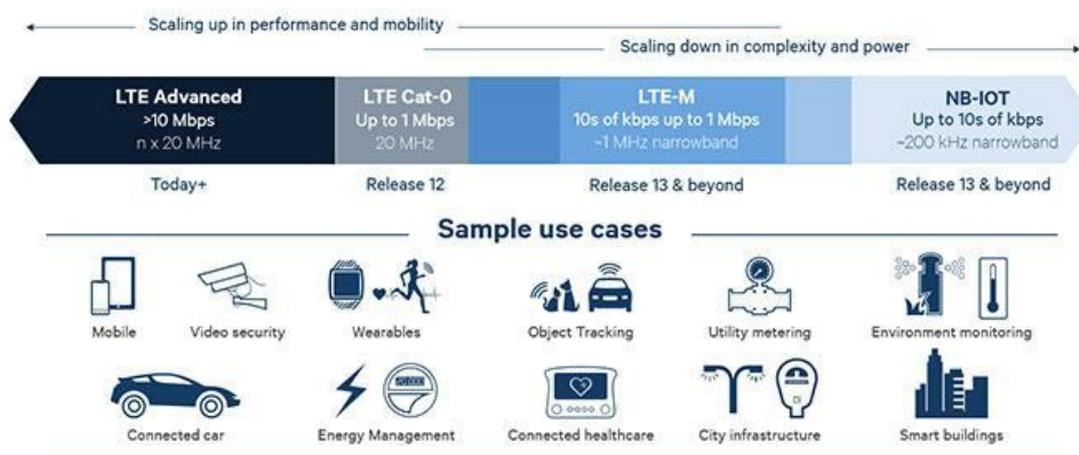 Scaling up in performance and mobility
Scaling down in complexity and power
LTE Advanced
>10 Mbps
n x 20 MHz
LTE Cat-0
Up to 1 Mbps
20 MHz
LTE-M
10s of kbps up to 1 Mbps
~1 MHz narrowband
NB-IOT
Up to 10s of kbps
~200 kHz narrowband
Today+
Release 12
Release 13 & beyond
Release 13 & beyond
Sample use cases
Mobile
Video security
Wearables
Object Tracking
Utility metering
Environment monitoring
Connected car
Energy Management
Connected healthcare
City infrastructure
Smart buildings